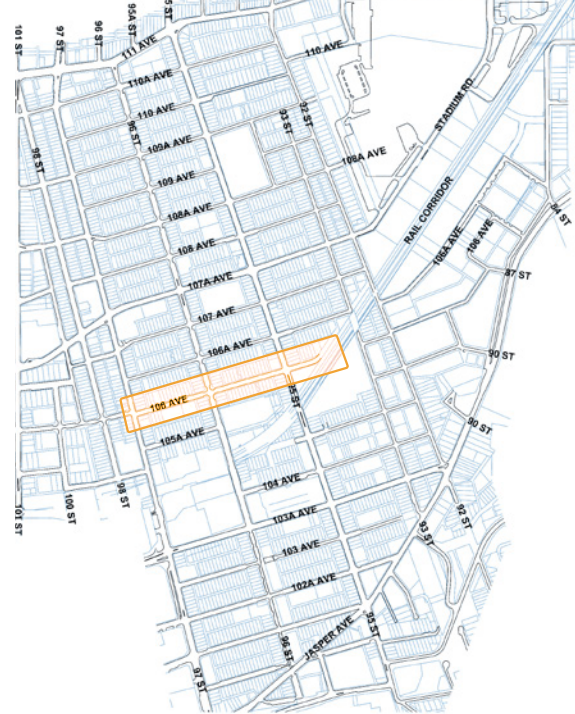 95A ST
95 ST
96 ST
97 ST
101 ST
111 AVE
110 AVE
110A AVE
92 ST
110 AVE
93 ST
STADIUM RD
96 ST
109A AVE
98 ST
108A AVE
109 AVE
84 ST
108A AVE
RAIL CORRIDOR
106 AVE
106A AVE
108 AVE
87 ST
107A AVE
107 AVE
106A AVE
90 ST
106 AVE
95 ST
90 ST
105A AVE
104 AVE
98 ST
100 ST
101 ST
92 ST
103A AVE
93 ST
103 AVE
102A AVE
95 ST
JASPER AVE
96 ST
97 ST